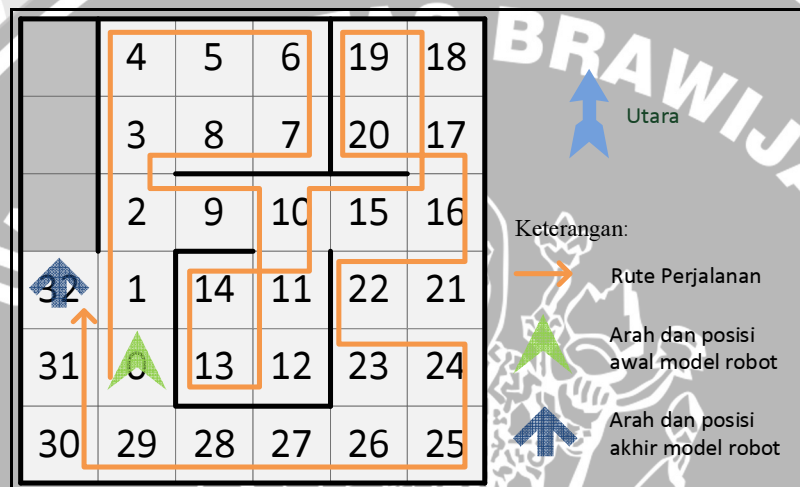 4 5 6 19 18
3 8 7 20 17
2 9 10 15 16
32 1 14 11 22 21
31 0 13 12 23 24
30 29 28 27 26 25
BRAWIJA
Utara
Keterangan:
Rute Perjalanan
Arah dan posisi
awal model robot
Arah dan posisi
akhir model robot